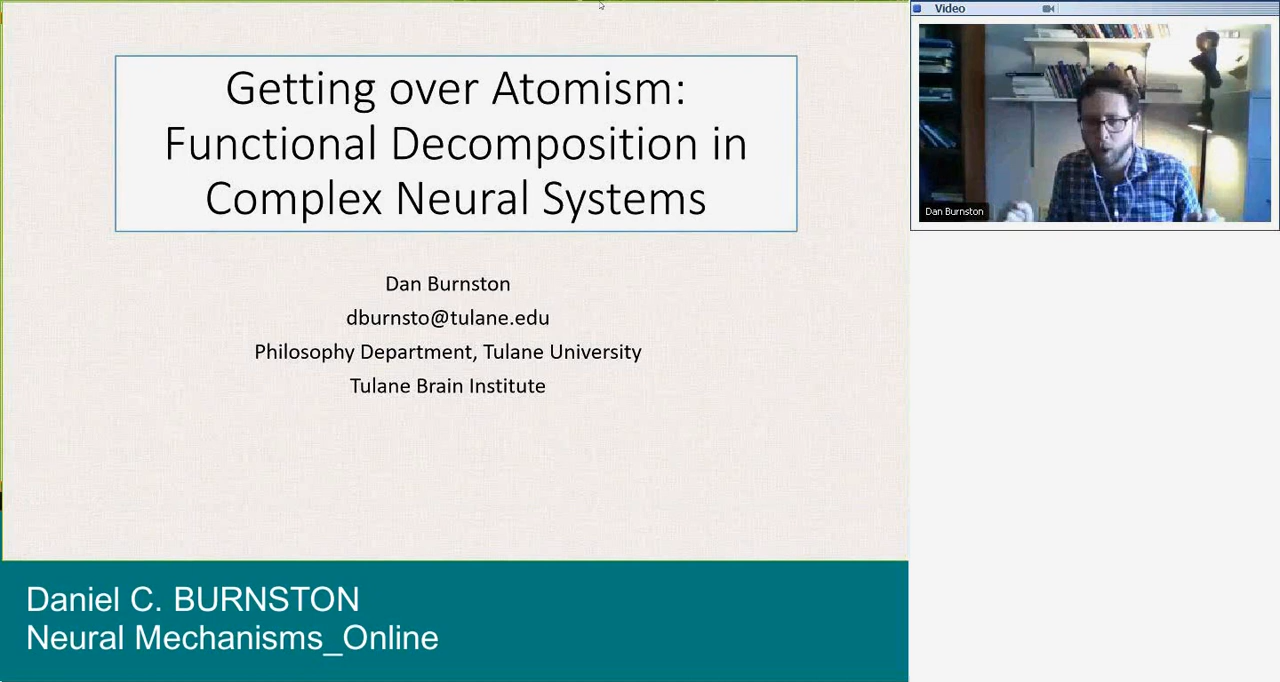 Getting over Atomism:
Functional Decomposition in
Complex Neural Systems
Dan Burnston
dburnsto@tulane.edu
Philosophy Department, Tulane University
Tulane Brain Institute
Daniel C. BURNSTON
Neural Mechanisms_Online
Video
Dan Burnston